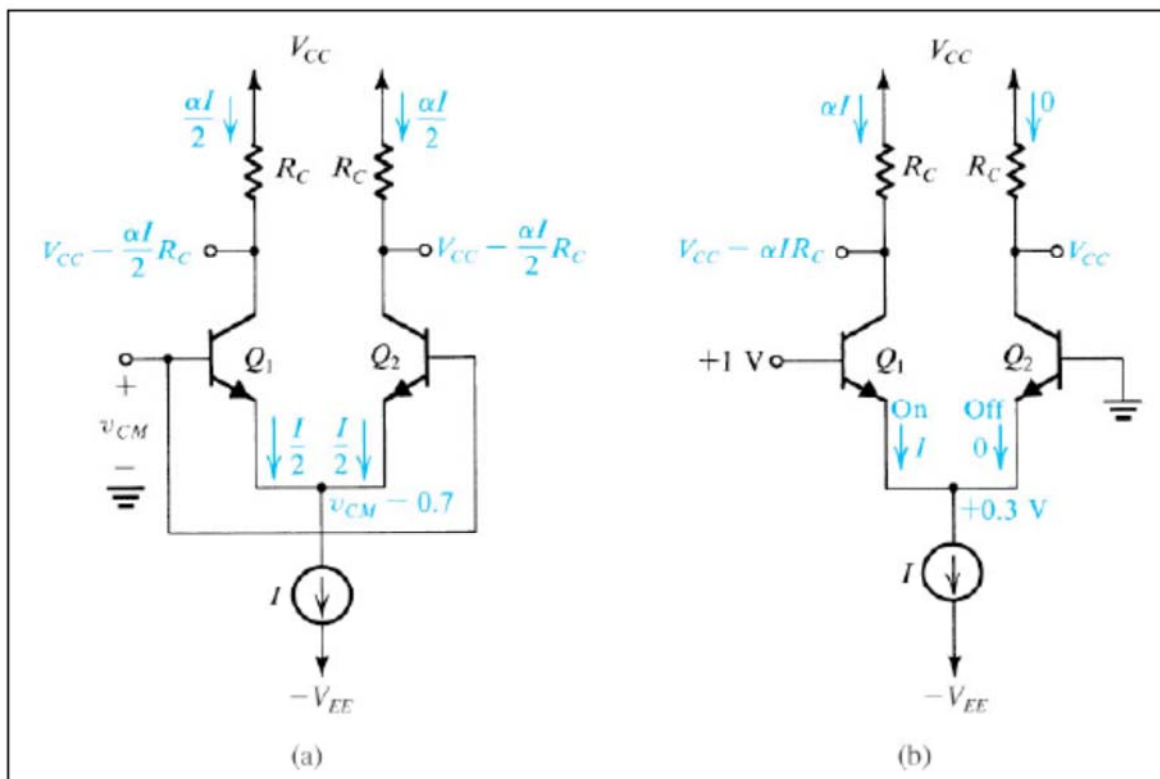 V_CC
V_CC
αI/2
αI/2
αI
0
R_C
R_C
R_C
R_C
V_CC − αI/2 R_C
V_CC − αI/2 R_C
V_CC − αIR_C
V_CC
Q_1
Q_2
+1 V
Q_1
Q_2
+
v_CM
−
I/2
I/2
On
Off
I
0
v_CM − 0.7
+0.3 V
I
I
−V_EE
−V_EE
(a)
(b)